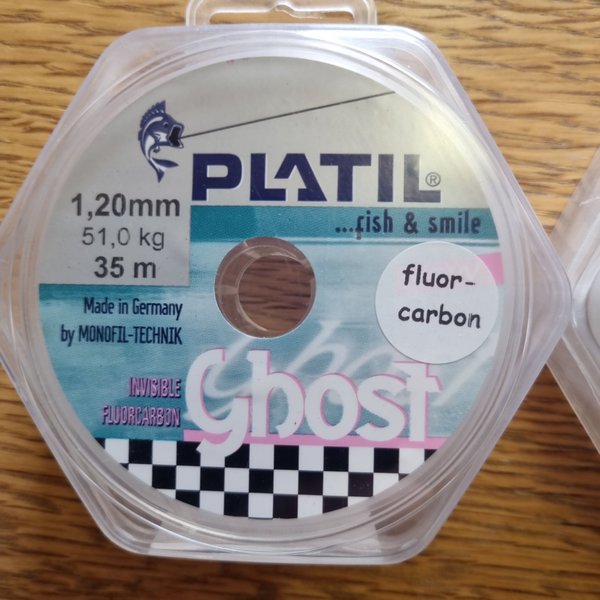 PLATIL®
...fish & smile
1,20mm
51,0 kg
35 m
fluor-
carbon
Made in Germany
by MONOFIL-TECHNIK
INVISIBLE
FLUORCARBON
Ghost